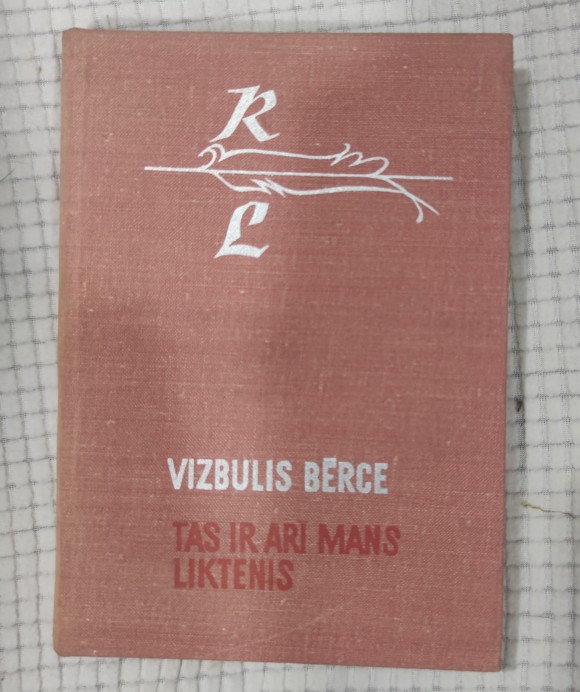 R
L
VIZBULIS BĒRCE
TAS IR ARĪ MANS
LIKTENIS